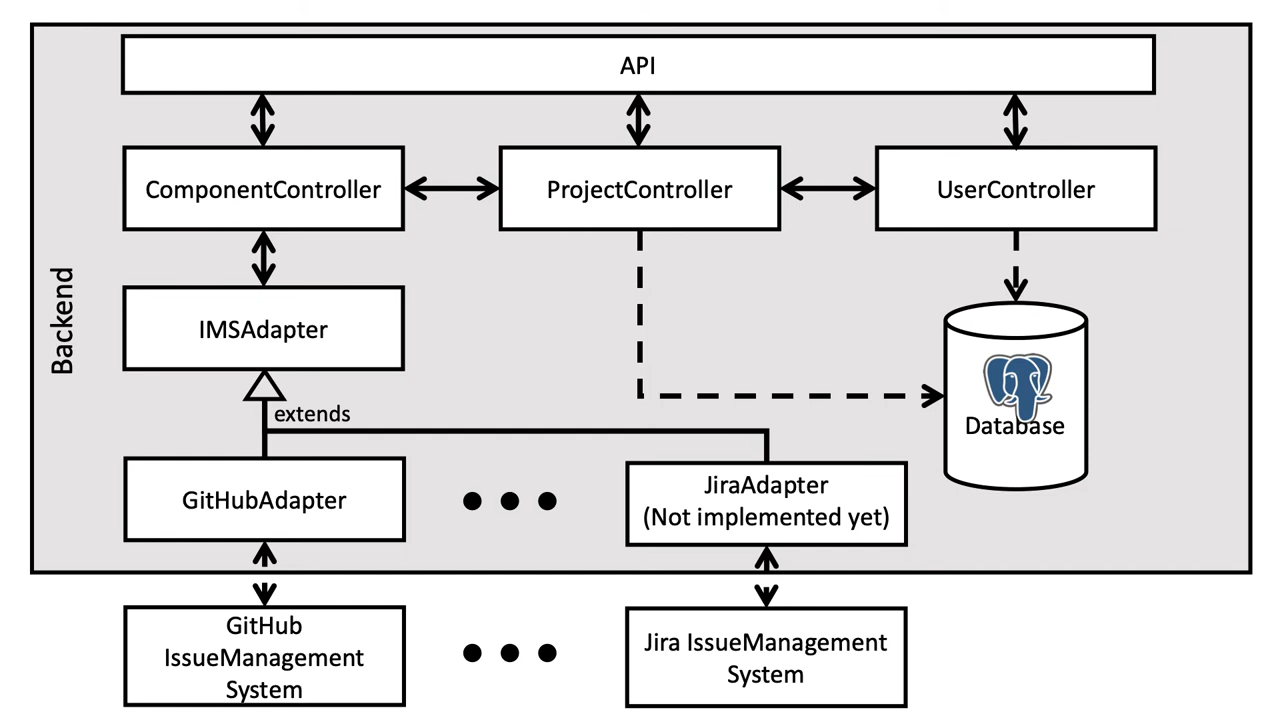 API
ComponentController
ProjectController
UserController
Backend
IMSAdapter
extends
Database
GitHubAdapter
JiraAdapter
(Not implemented yet)
GitHub
IssueManagement
System
Jira IssueManagement
System